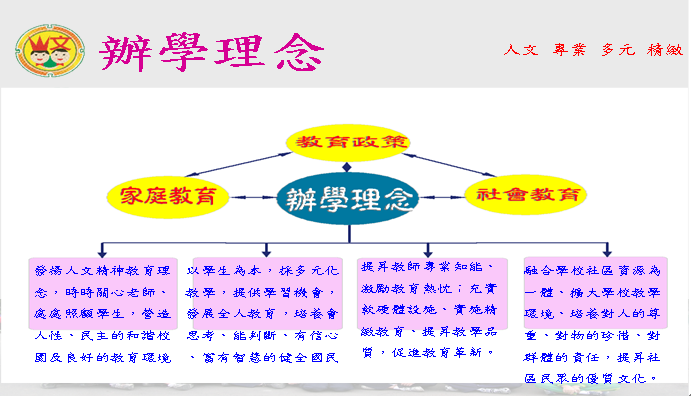 山文
辦學理念
人文 專業 多元 精緻
教育政策
家庭教育
辦學理念
社會教育
發揚人文精神教育理
念，時時關心老師、
處處照顧學生，營造
人性、民主的和諧校
園及良好的教育環境
以學生為本，採多元化
教學，提供學習機會，
發展全人教育，培養會
思考、能判斷、有信心
、富有智慧的健全國民
提昇教師專業知能、
激勵教育熱忱；充實
軟硬體設施、實施精
緻教育、提昇教學品
質，促進教育革新。
融合學校社區資源為
一體、擴大學校教學
環境、培養對人的尊
重、對物的珍惜、對
群體的責任，提昇社
區民眾的優質文化。